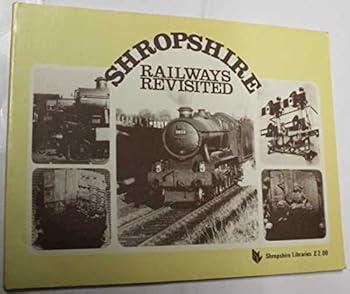 SHROPSHIRE
RAILWAYS
REVISITED
Shropshire Libraries £2.00